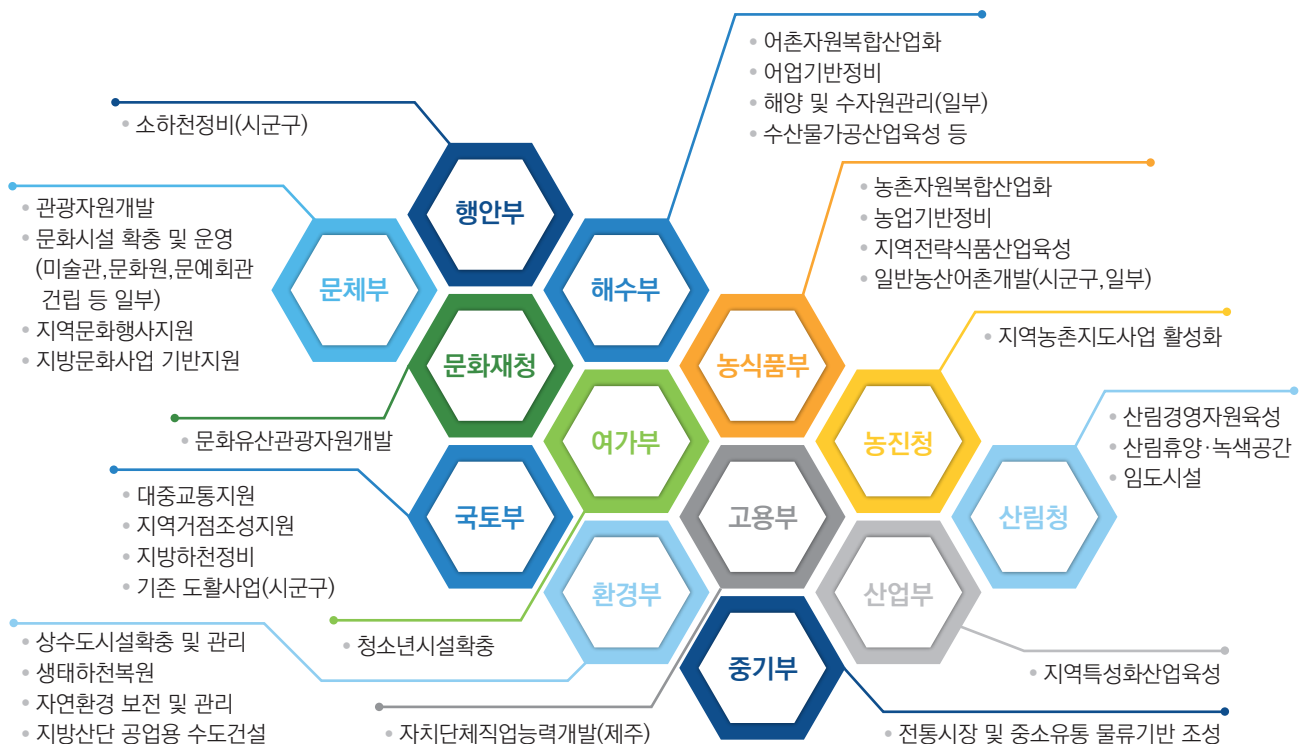 • 어촌자원복합산업화
• 어업기반정비
• 해양 및 수자원관리(일부)
• 수산물가공산업육성 등
• 소하천정비(시군구)
• 농촌자원복합산업화
• 농업기반정비
• 지역전략식품산업육성
• 일반농산어촌개발(시군구,일부)
• 관광자원개발
• 문화시설 확충 및 운영
(미술관,문화원,문예회관
건립 등 일부)
• 지역문화행사지원
• 지방문화사업 기반지원
행안부
문체부
해수부
문화재청
농식품부
• 지역농촌지도사업 활성화
• 문화유산관광자원개발
여가부
농진청
• 산림경영자원육성
• 산림휴양·녹색공간
• 임도시설
• 대중교통지원
• 지역거점조성지원
• 지방하천정비
• 기존 도활사업(시군구)
국토부
고용부
산림청
환경부
산업부
• 상수도시설확충 및 관리
• 생태하천복원
• 자연환경 보전 및 관리
• 지방산단 공업용 수도건설
• 청소년시설확충
중기부
• 지역특성화산업육성
• 자치단체직업능력개발(제주)
• 전통시장 및 중소유통 물류기반 조성